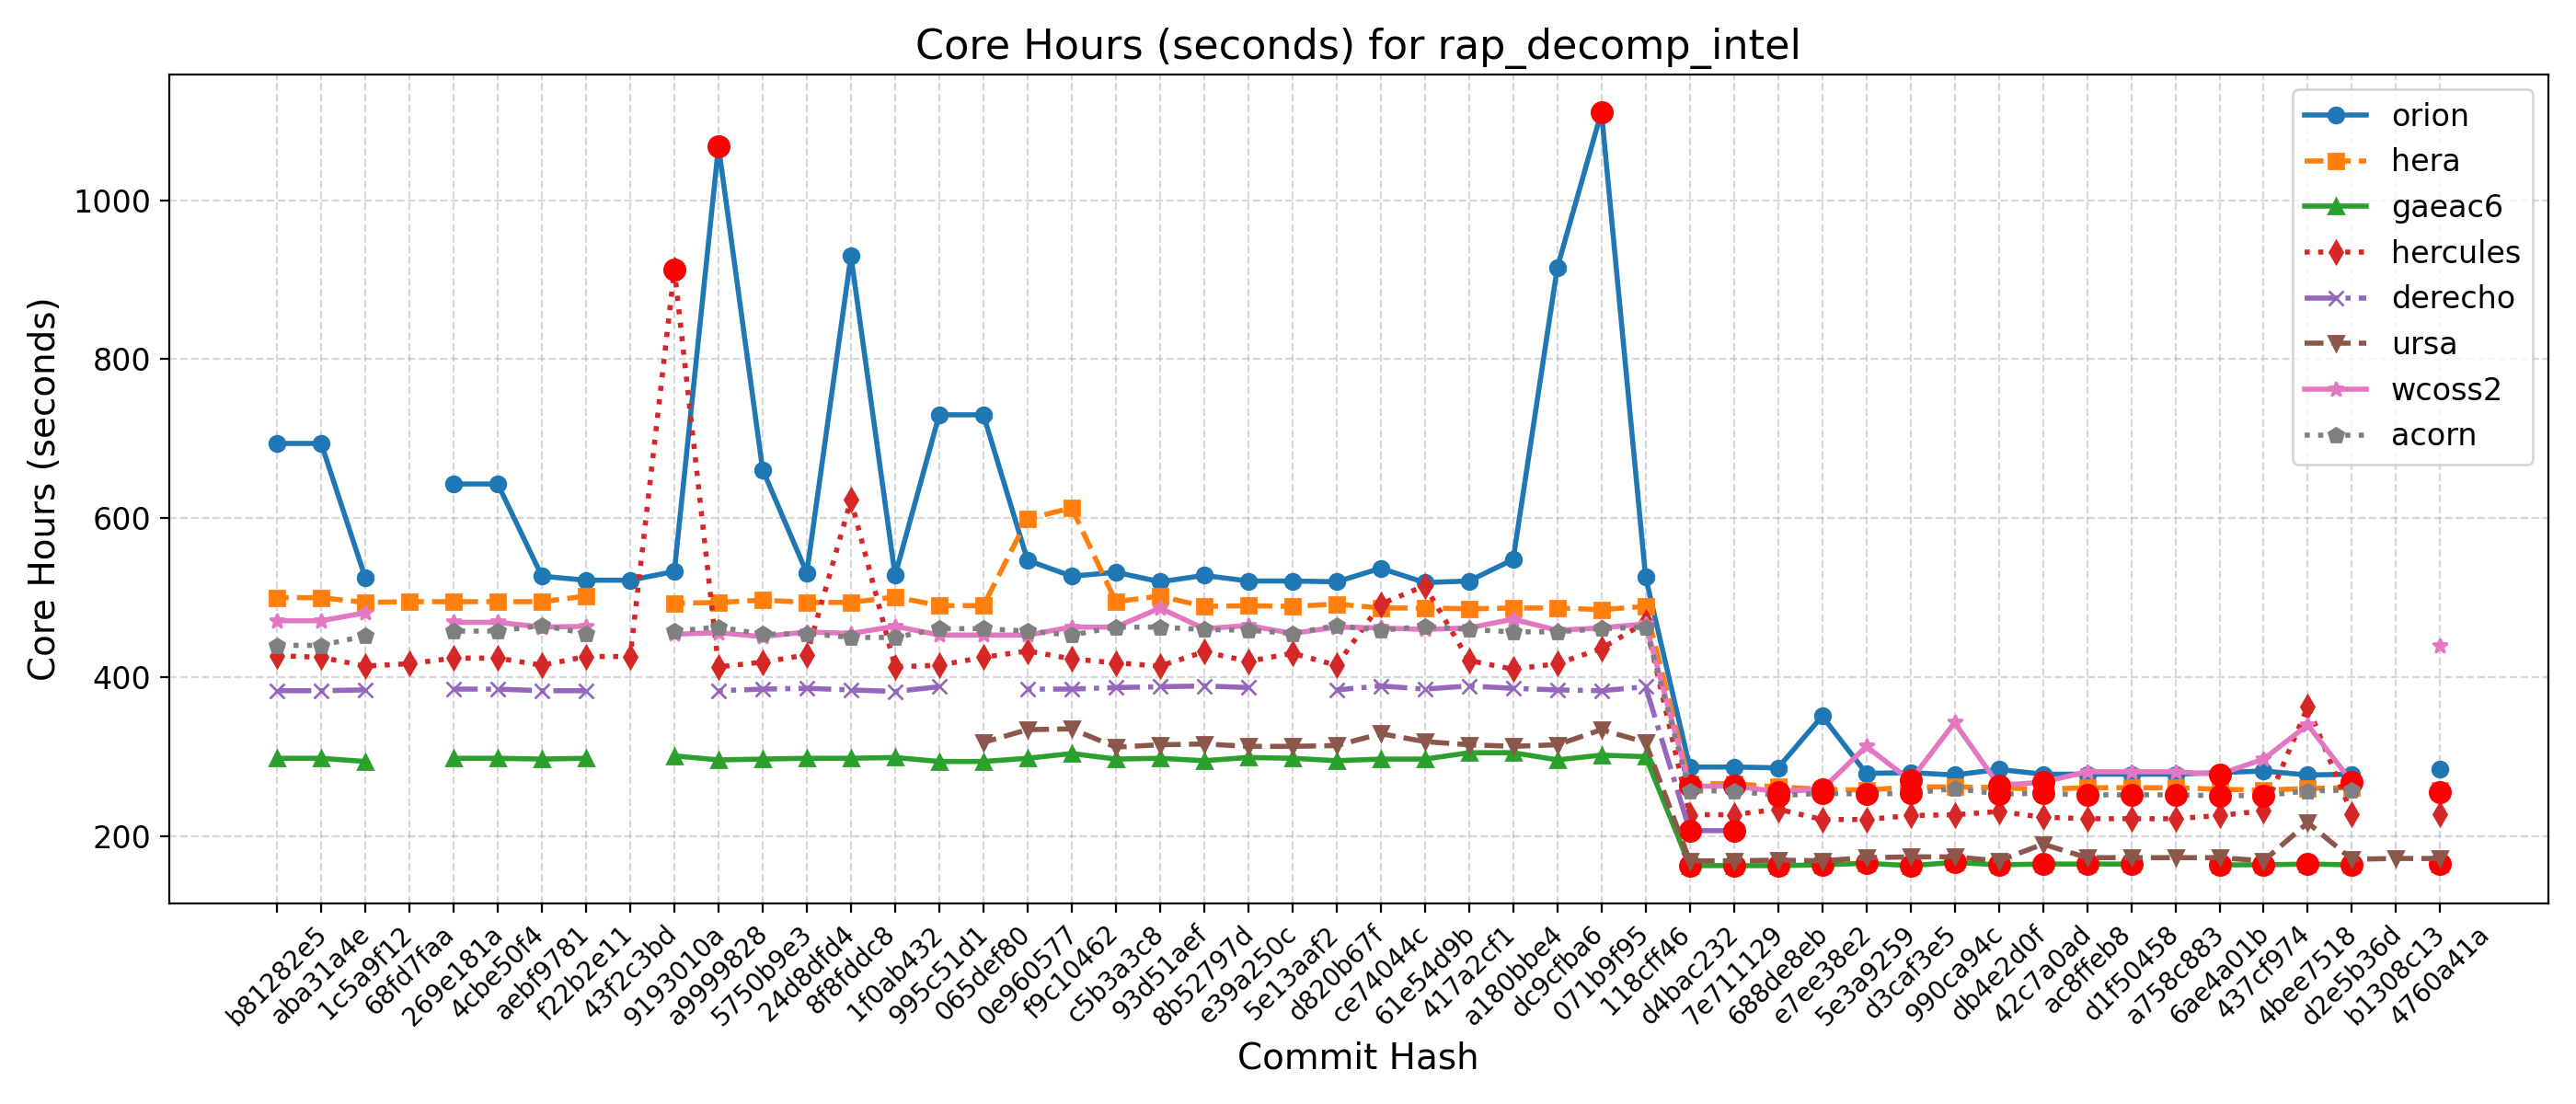 Core Hours (seconds) for rap_decomp_intel
Core Hours (seconds)
1000
800
600
400
200
orion
hera
gaeac6
hercules
derecho
ursa
wcoss2
acorn
b81282e5
aba31a4e
1c5a9f12
68fd7faa
269e181a
4cbe50f4
aebf9781
f22b2e11
43f2c3bd
9193010a
a9999828
5750b9e3
24d8dfd4
8f8fddc8
1f0ab432
995c51d1
065def80
0e960577
f9c10462
c5b3a3c8
93d51aef
8b52797d
e39a250c
5e13aaf2
d820b67f
ce74044c
61e54d9b
417a2cf1
a180bbe4
dc9cfba6
071b9f95
118cff46
d4bac232
7e711129
688de8eb
e7ee38e2
5e3a9259
d3caf3e5
990ca94c
db4e2d0f
42c7a0ad
ac8ffeb8
d1f50458
a758c883
6ae4a01b
437cf974
4bee7518
d2e5b36d
b1308c13
4760a41a
Commit Hash